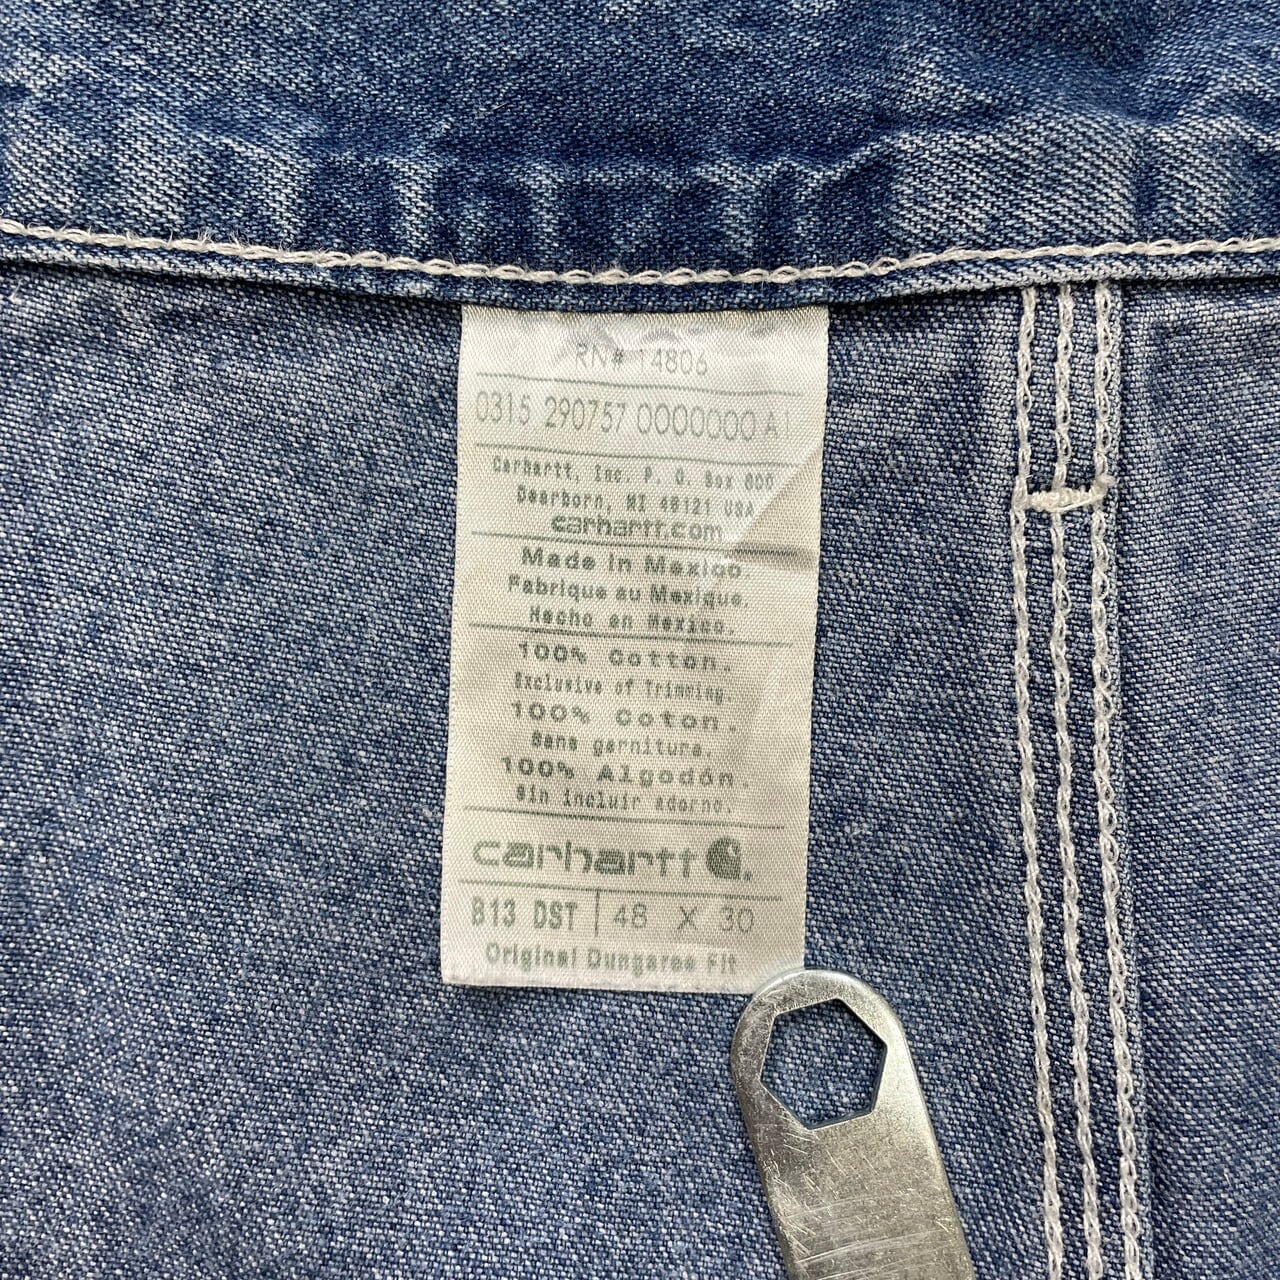 RN# 14806
0315 290757 0000000 A1
Carhartt, Inc. P. O. Box 600
Dearborn, MI 48121 USA
carhartt.com
Made in Mexico.
Fabrique au Mexique.
Hecho en Mexico.
100% Cotton.
Exclusive of Trimming.
100% Coton.
Sans garniture.
100% Algodón.
Sin incluir adorno.
carhartt
B13 DST 48 X 30
Original Dungaree Fit